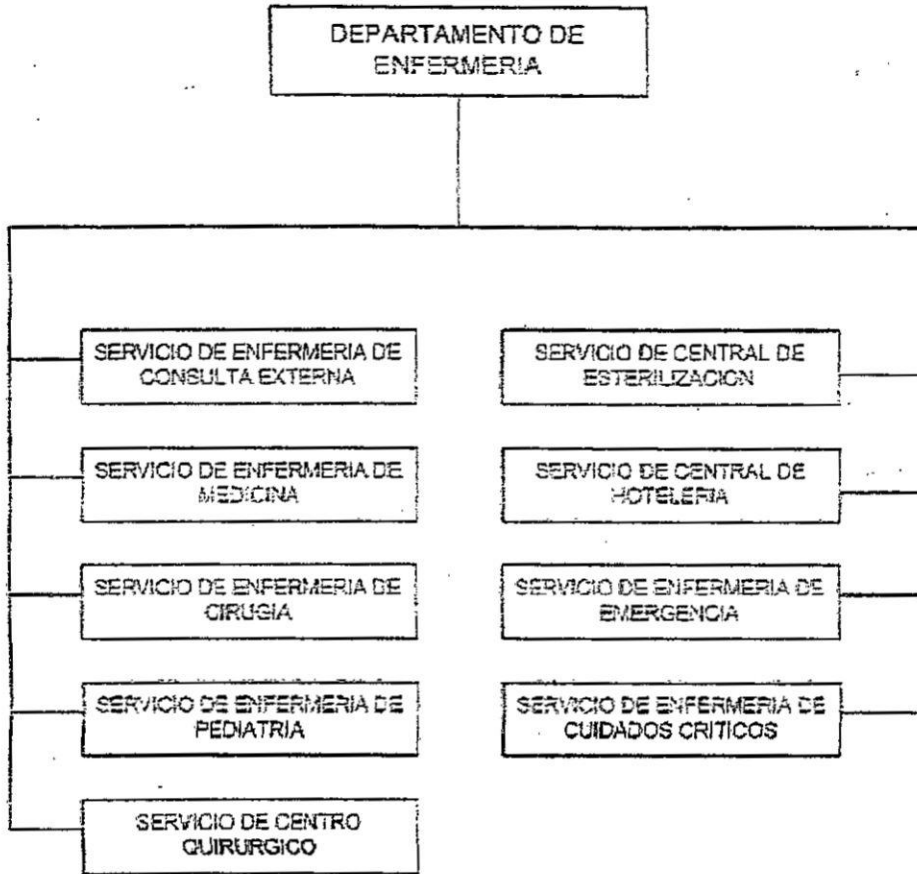 DEPARTAMENTO DE
ENFERMERIA
SERVICIO DE ENFERMERIA DE
CONSULTA EXTERNA
SERVICIO DE CENTRAL DE
ESTERILIZACION
SERVICIO DE ENFERMERIA DE
MEDICINA
SERVICIO DE CENTRAL DE
HOTELERIA
SERVICIO DE ENFERMERIA DE
CIRUGIA
SERVICIO DE ENFERMERIA DE
EMERGENCIA
SERVICIO DE ENFERMERIA DE
PEDIATRIA
SERVICIO DE ENFERMERIA DE
CUIDADOS CRITICOS
SERVICIO DE CENTRO
QUIRURGICO